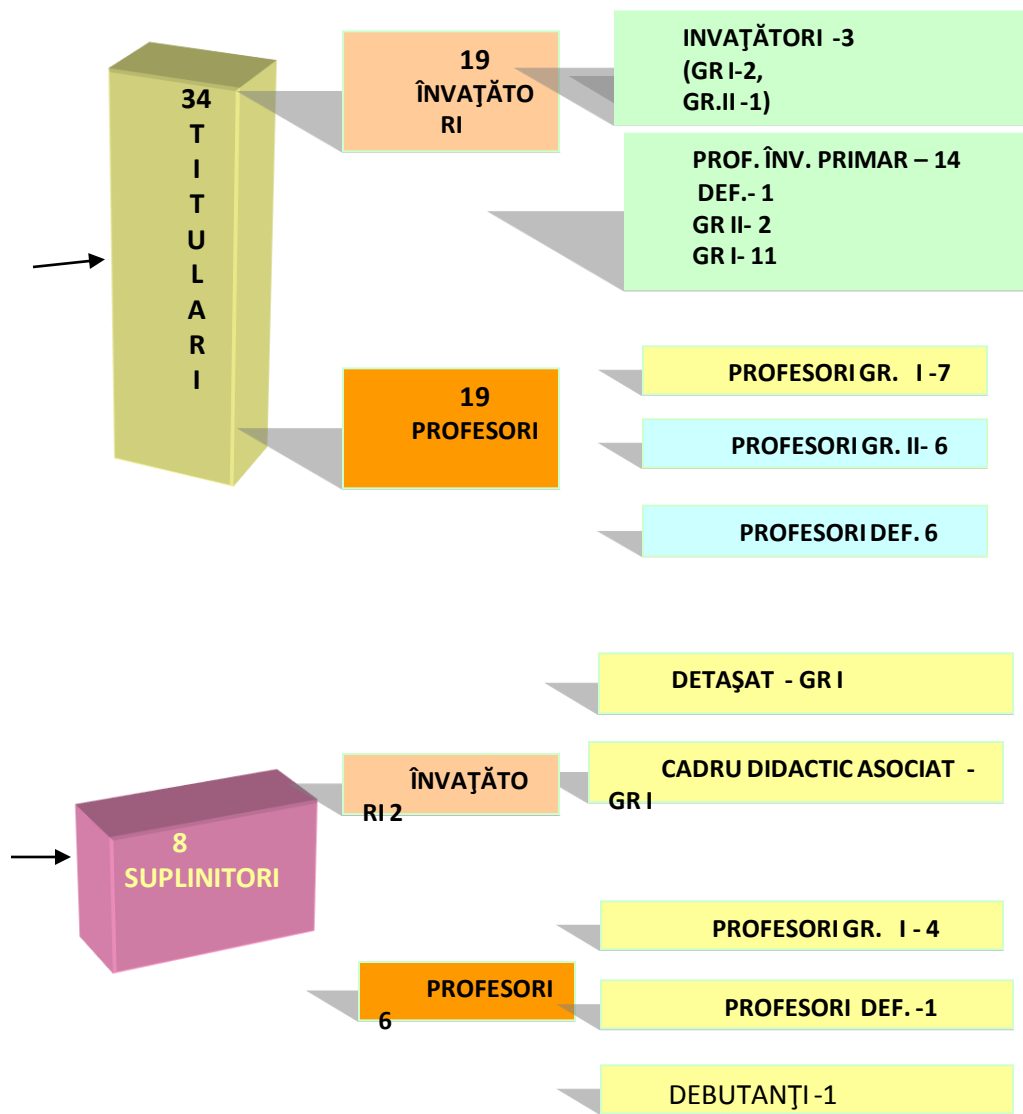 34
T
I
T
U
L
A
R
I
19
ÎNVAŢĂTO
RI
INVAŢĂTORI -3
(GR I-2,
GR.II -1)
PROF. ÎNV. PRIMAR – 14
DEF.- 1
GR II- 2
GR I- 11
19
PROFESORI
PROFESORI GR. I -7
PROFESORI GR. II- 6
PROFESORI DEF. 6
8
SUPLINITORI
ÎNVAŢĂTO
RI 2
DETAŞAT - GR I
CADRU DIDACTIC ASOCIAT -
GR I
PROFESORI
6
PROFESORI GR. I - 4
PROFESORI DEF. -1
DEBUTANŢI -1